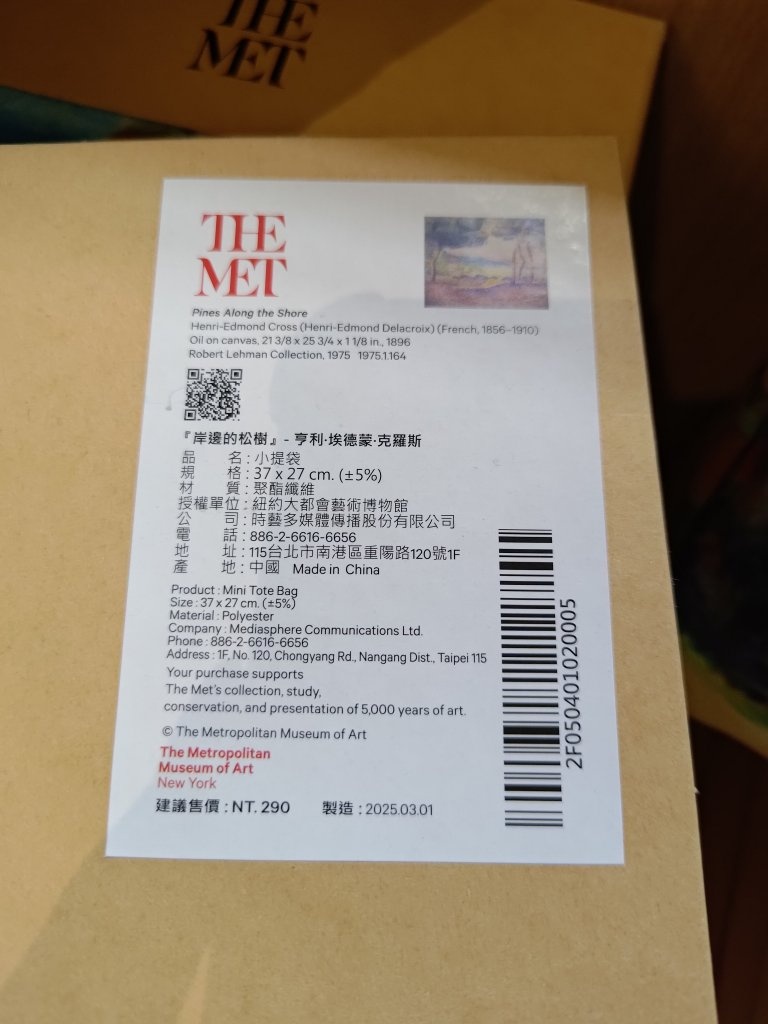 THE
MET
THE
MET
Pines Along the Shore
Henri-Edmond Cross (Henri-Edmond Delacroix) (French, 1856–1910)
Oil on canvas, 21 3/8 x 25 3/4 x 1 1/8 in., 1896
Robert Lehman Collection, 1975 1975.1.164
『岸邊的松樹』- 亨利·埃德蒙·克羅斯
品 名:小提袋
規 格:37 x 27 cm. (±5%)
材 質:聚酯纖維
授權單位:紐約大都會藝術博物館
公 司:時藝多媒體傳播股份有限公司
電 話:886-2-6616-6656
地 址:115台北市南港區重陽路120號1F
產 地:中國 Made in China
Product : Mini Tote Bag
Size : 37 x 27 cm. (±5%)
Material : Polyester
Company : Mediasphere Communications Ltd.
Phone : 886-2-6616-6656
Address : 1F, No. 120, Chongyang Rd., Nangang Dist., Taipei 115
Your purchase supports
The Met's collection, study,
conservation, and presentation of 5,000 years of art.
© The Metropolitan Museum of Art
The Metropolitan
Museum of Art
New York
建議售價 : NT. 290 製造 : 2025.03.01
2F050401020005